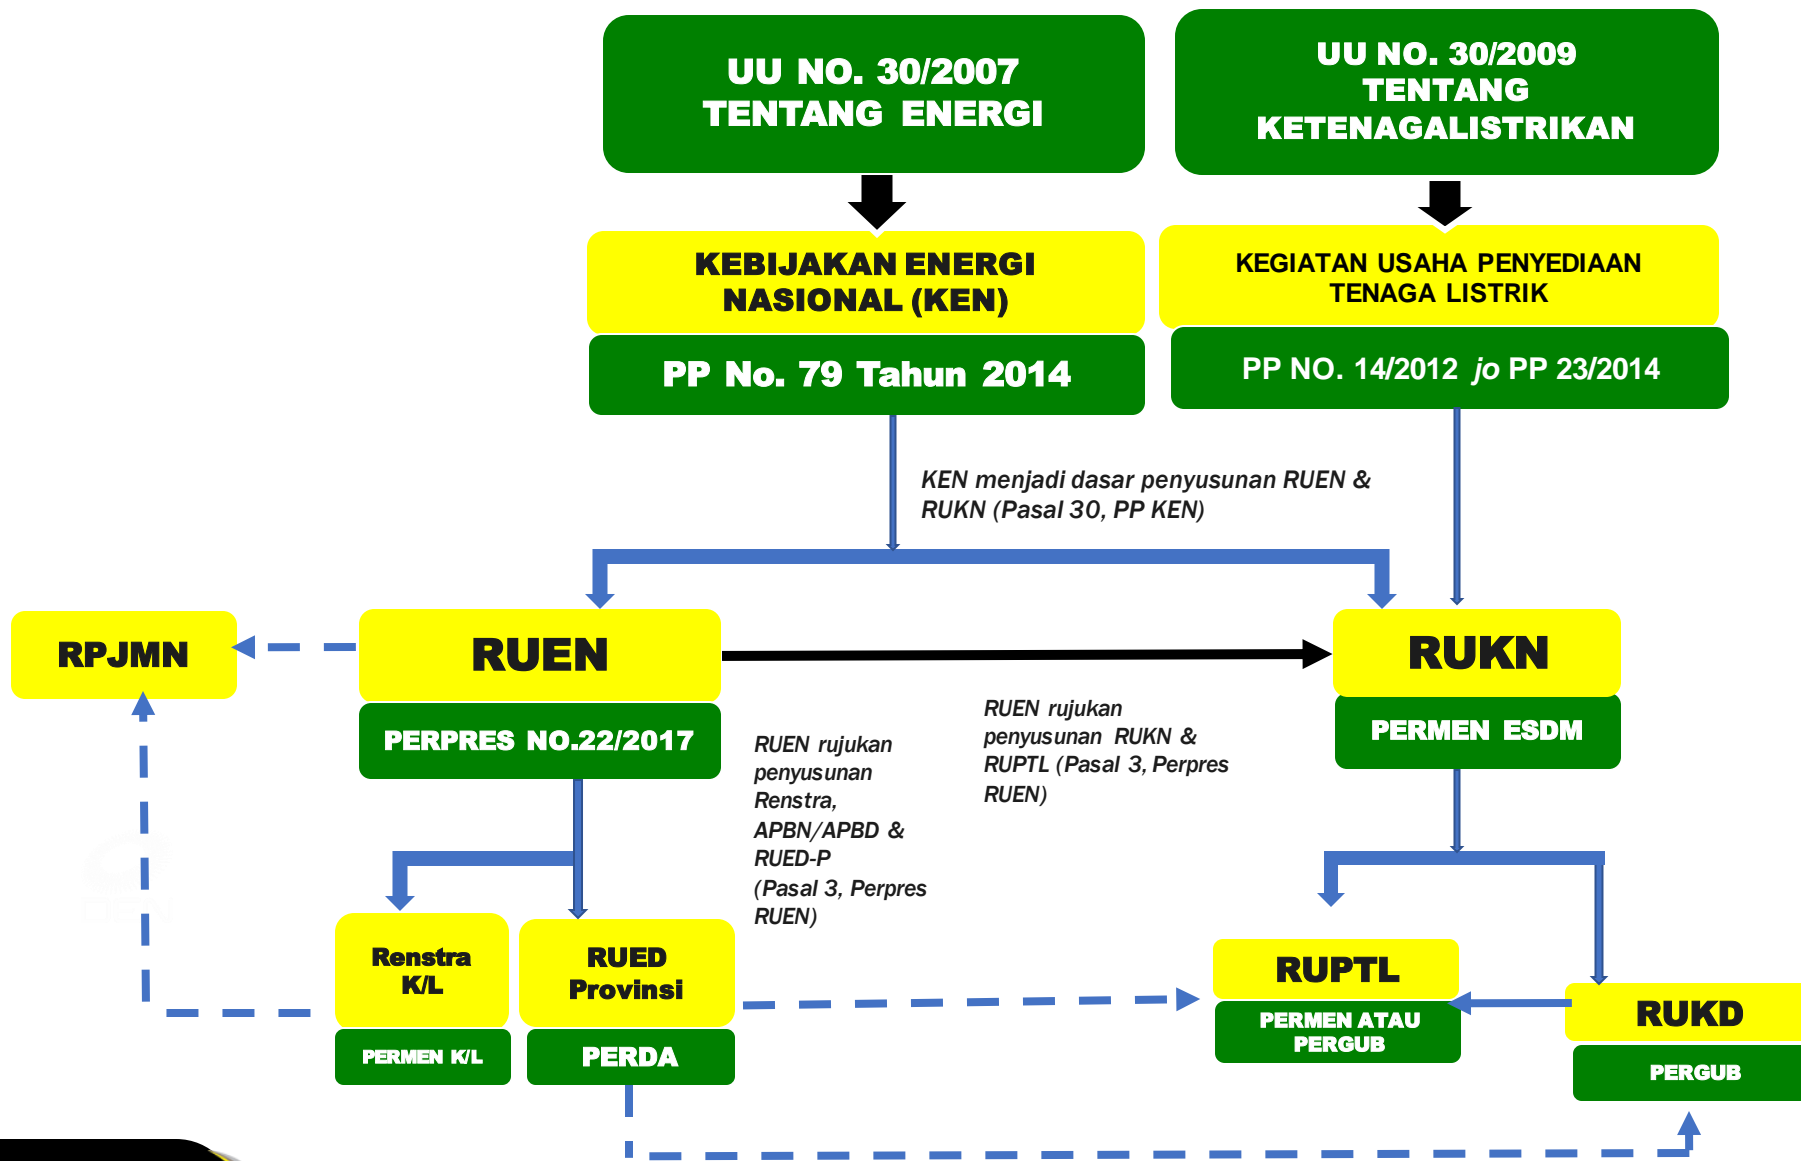 UU NO. 30/2007
TENTANG ENERGI
UU NO. 30/2009
TENTANG
KETENAGALISTRIKAN
KEBIJAKAN ENERGI
NASIONAL (KEN)
PP No. 79 Tahun 2014
KEGIATAN USAHA PENYEDIAAN
TENAGA LISTRIK
PP NO. 14/2012 jo PP 23/2014
KEN menjadi dasar penyusunan RUEN &
RUKN (Pasal 30, PP KEN)
RPJMN
RUEN
PERPRES NO.22/2017
RUKN
PERMEN ESDM
RUEN rujukan
penyusunan
Renstra,
APBN/APBD &
RUED-P
(Pasal 3, Perpres
RUEN)
RUEN rujukan
penyusunan RUKN &
RUPTL (Pasal 3, Perpres
RUEN)
Renstra
K/L
PERMEN K/L
RUED
Provinsi
PERDA
RUPTL
PERMEN ATAU
PERGUB
RUKD
PERGUB